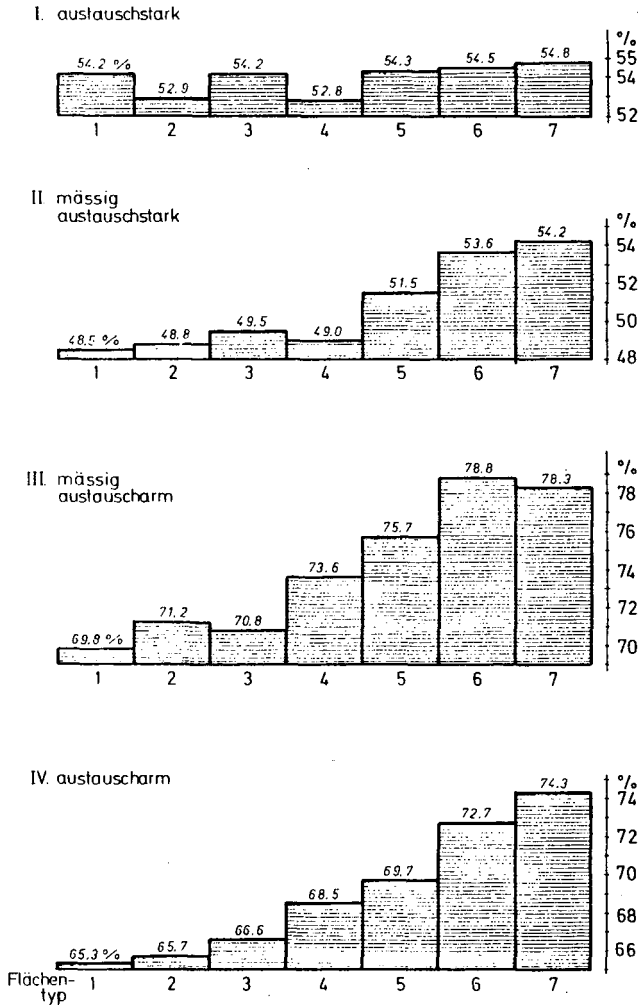 I. austauschstark
54.2 % 52.9 54.2 52.8 54.3 54.5 54.8
%
55
54
52
1 2 3 4 5 6 7
II mässig
austauschstark
48.5 % 48.8 49.5 49.0 51.5 53.6 54.2
%
54
52
50
48
1 2 3 4 5 6 7
III. mässig
austauscharm
69.8 % 71.2 70.8 73.6 75.7 78.8 78.3
%
78
76
74
72
70
1 2 3 4 5 6 7
IV. austauscharm
65.3 % 65.7 66.6 68.5 69.7 72.7 74.3
%
74
72
70
68
66
Flächen-
typ
1 2 3 4 5 6 7